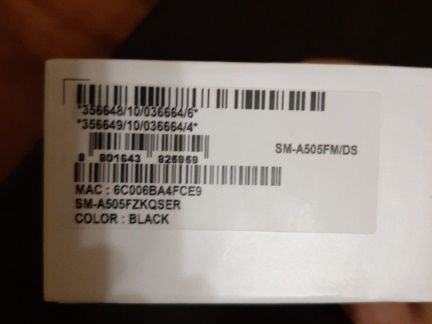 *356648/10/036664/6*
*356649/10/036664/4*
SM-A505FM/DS
8 801643 825959
MAC : 6C006BA4FCE9
SM-A505FZKQSER
COLOR : BLACK